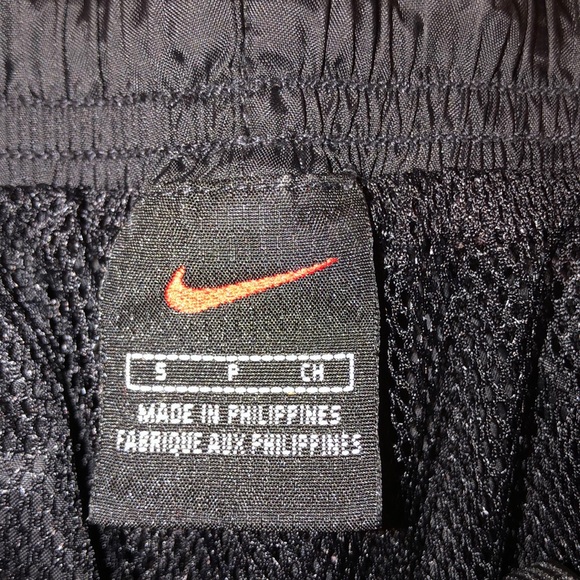 S P CH
MADE IN PHILIPPINES
FABRIQUE AUX PHILIPPINES